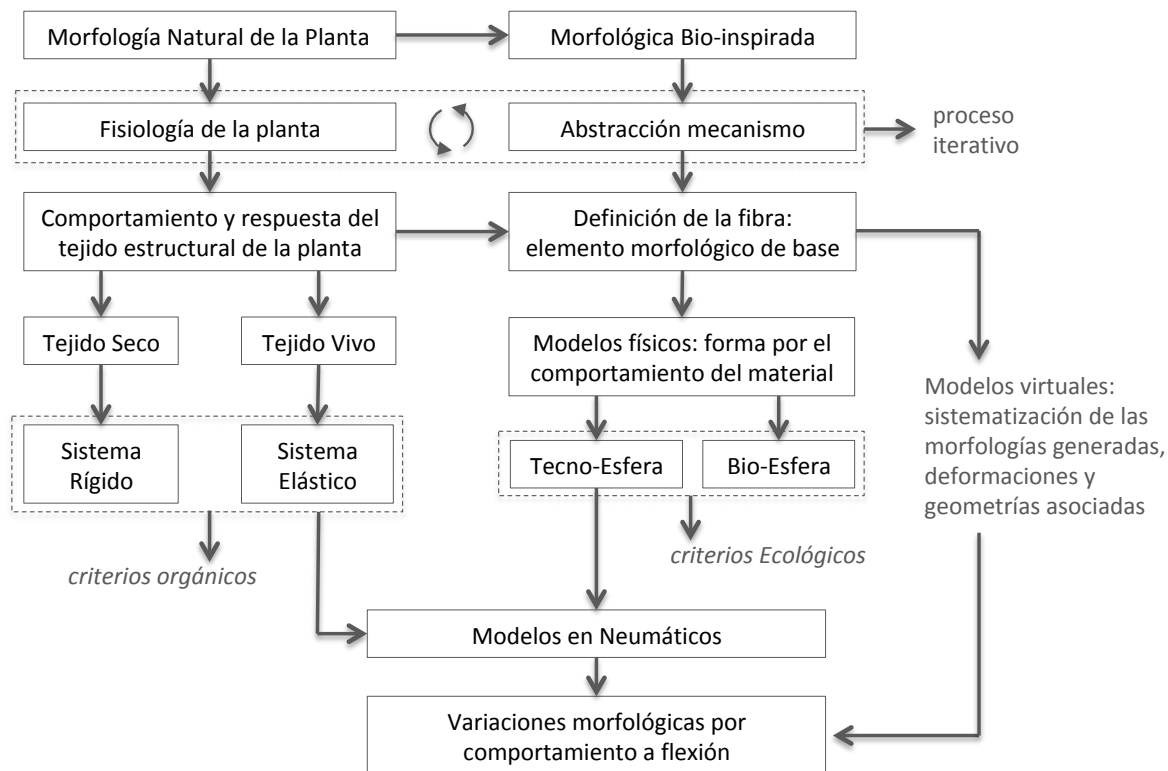 Morfología Natural de la Planta
Morfológica Bio-inspirada
Fisiología de la planta
Abstracción mecanismo
proceso
iterativo
Comportamiento y respuesta del
tejido estructural de la planta
Definición de la fibra:
elemento morfológico de base
Tejido Seco
Tejido Vivo
Modelos físicos: forma por el
comportamiento del material
Modelos virtuales:
sistematización de las
morfologías generadas,
deformaciones y
geometrías asociadas
Sistema
Rígido
Sistema
Elástico
Tecno-Esfera
Bio-Esfera
criterios orgánicos
criterios Ecológicos
Modelos en Neumáticos
Variaciones morfológicas por
comportamiento a flexión